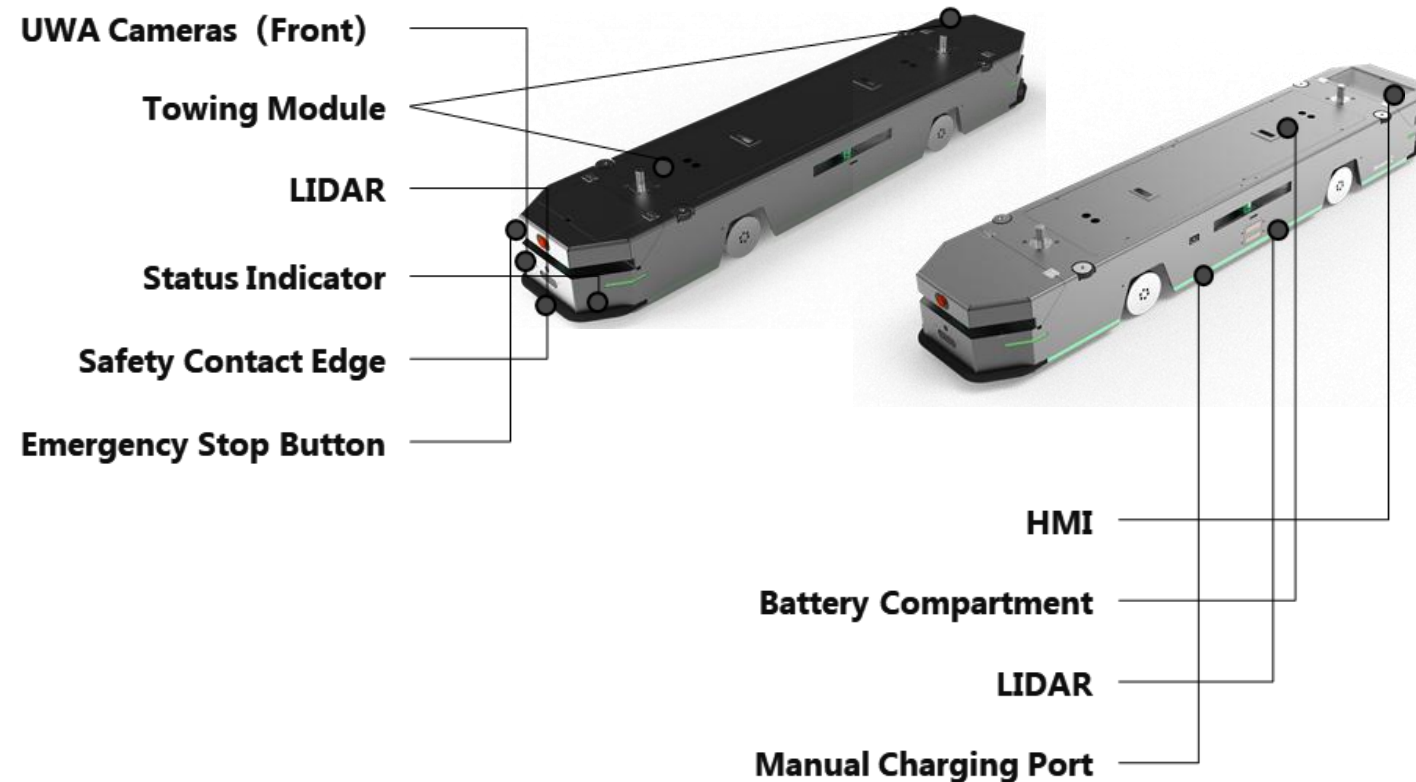 UWA Cameras（Front）
Towing Module
LIDAR
Status Indicator
Safety Contact Edge
Emergency Stop Button
HMI
Battery Compartment
LIDAR
Manual Charging Port